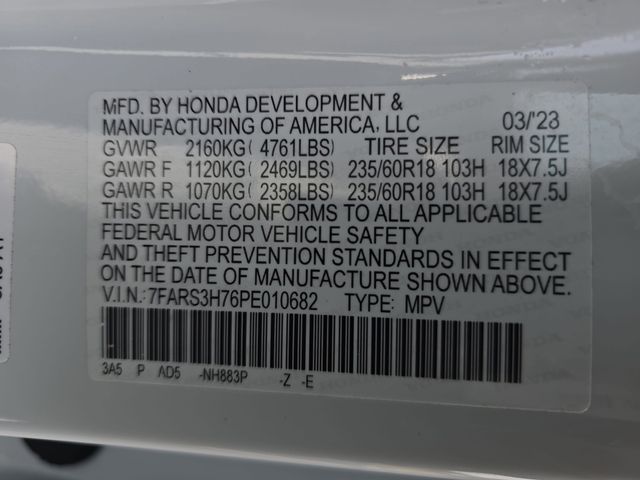 MFD. BY HONDA DEVELOPMENT &
MANUFACTURING OF AMERICA, LLC 03/'23
GVWR 2160KG( 4761LBS) TIRE SIZE RIM SIZE
GAWR F 1120KG( 2469LBS) 235/60R18 103H 18X7.5J
GAWR R 1070KG( 2358LBS) 235/60R18 103H 18X7.5J
THIS VEHICLE CONFORMS TO ALL APPLICABLE
FEDERAL MOTOR VEHICLE SAFETY
AND THEFT PREVENTION STANDARDS IN EFFECT
ON THE DATE OF MANUFACTURE SHOWN ABOVE.
V.I.N.: 7FARS3H76PE010682 TYPE: MPV
3A5 P AD5 -NH883P -Z -E